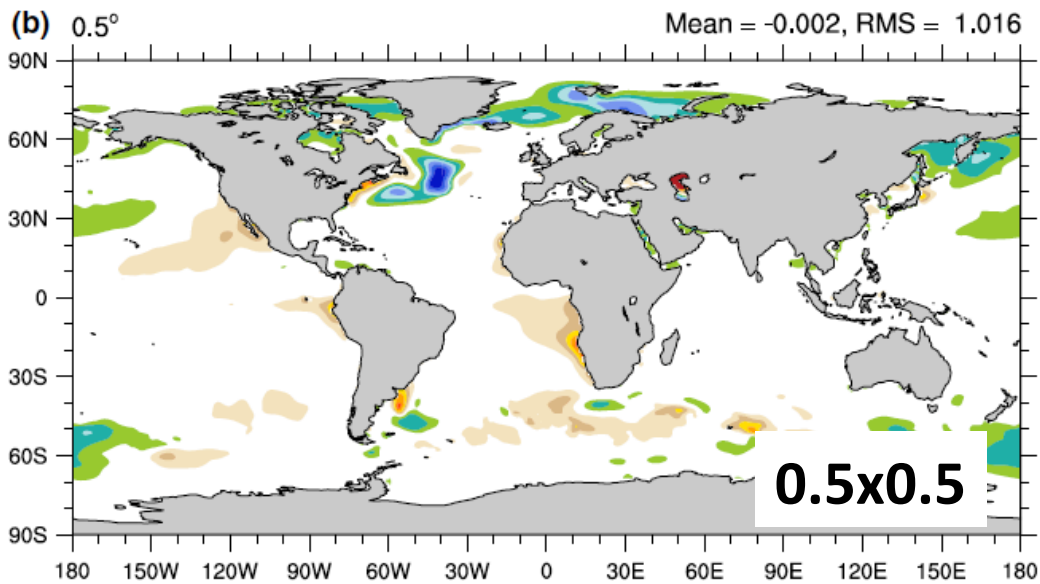 (b) 0.5° Mean = -0.002, RMS = 1.016
90N
60N
30N
0
30S
60S
90S
0.5x0.5
180 150W 120W 90W 60W 30W 0 30E 60E 90E 120E 150E 180